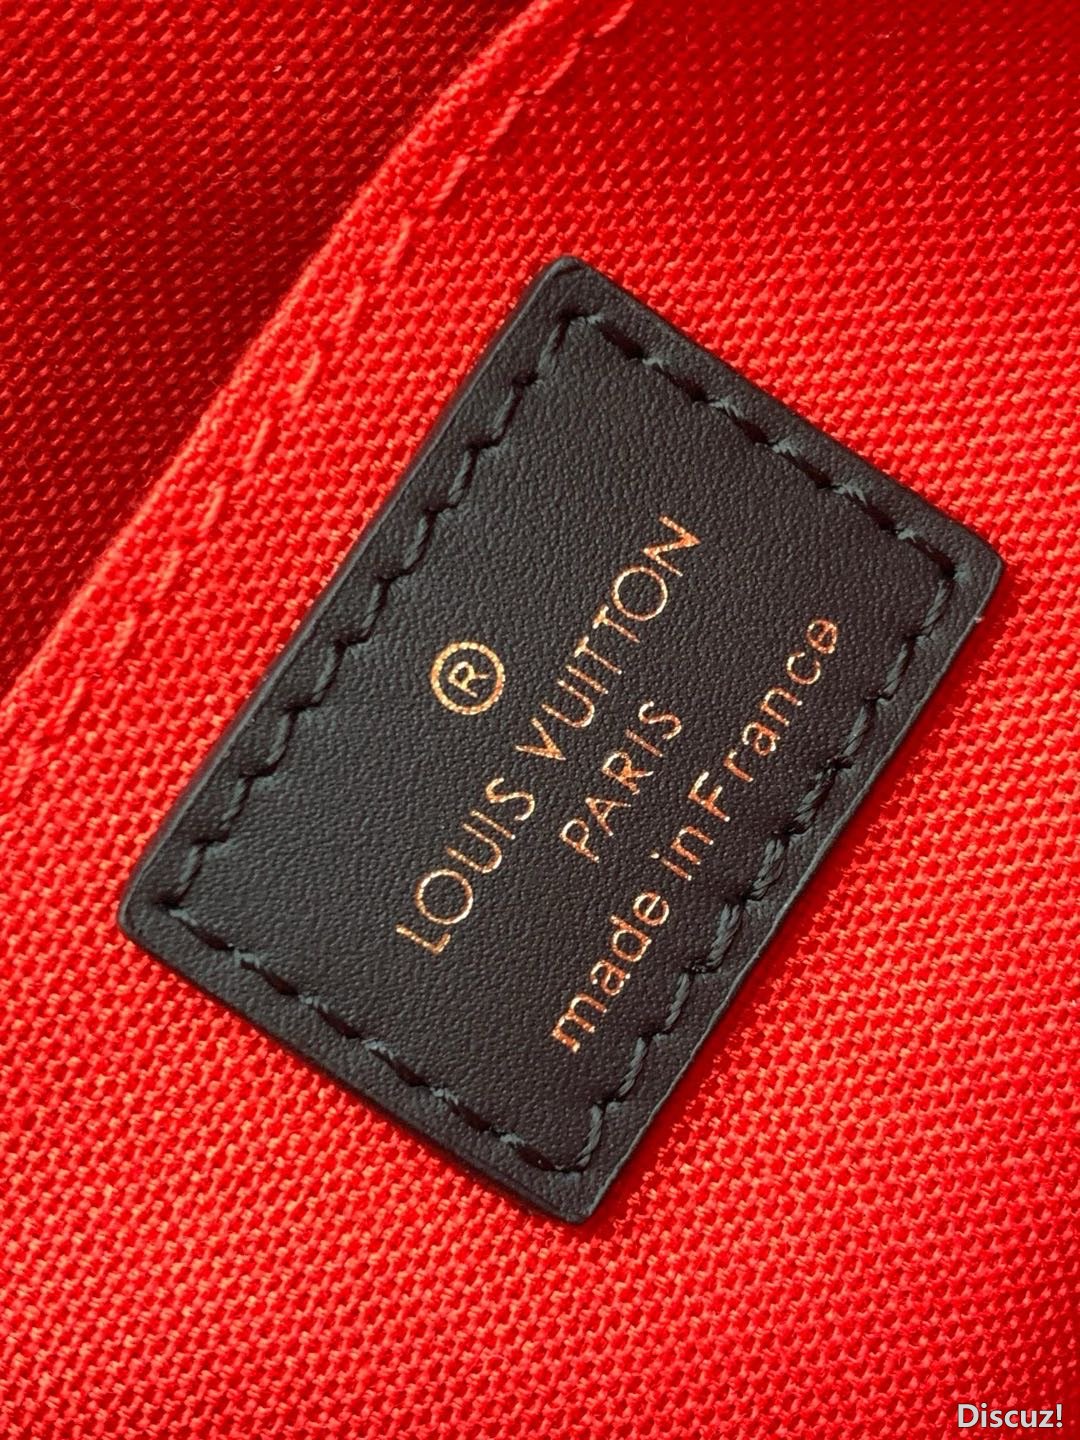 ®
LOUIS VUITTON
PARIS
made in France
Discuz!